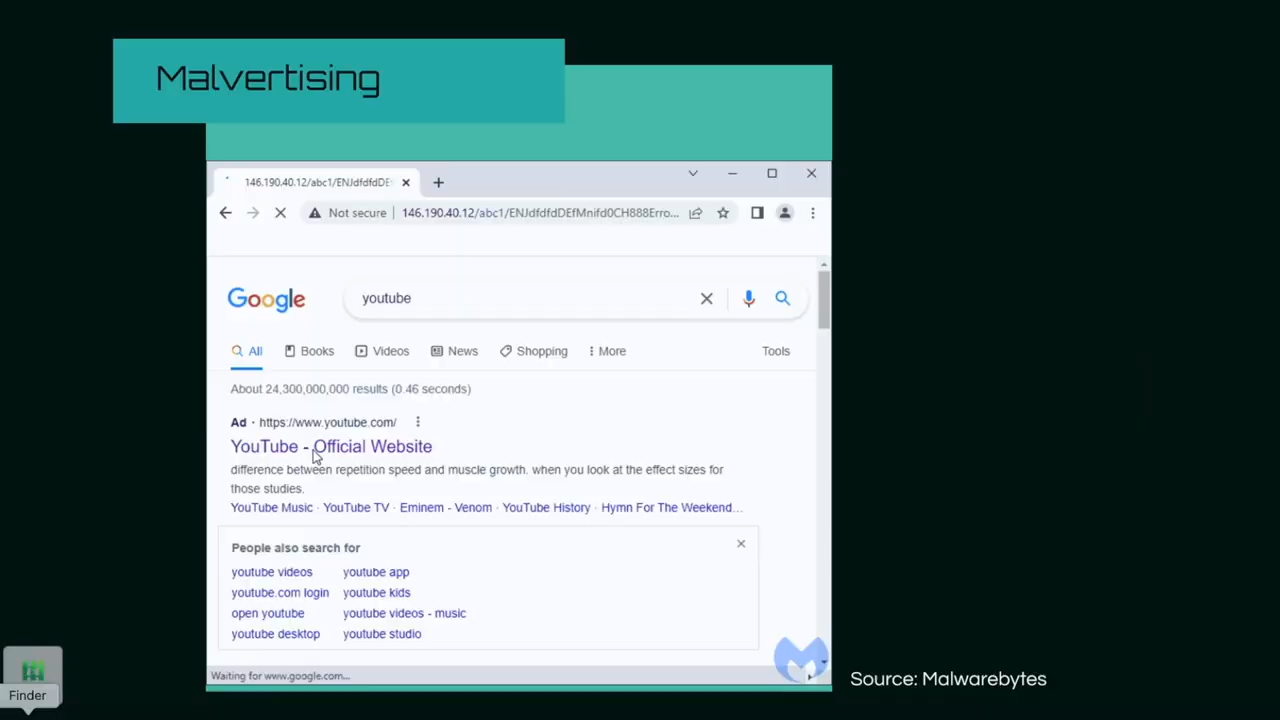 Malvertising
146.190.40.12/abc1/ENJdfdfdDE
Not secure 146.190.40.12/abc1/ENJdfdfdDEfMnifd0CH888Erro...
Google youtube
All Books Videos News Shopping More Tools
About 24,300,000,000 results (0.46 seconds)
Ad · https://www.youtube.com/
YouTube - Official Website
difference between repetition speed and muscle growth. when you look at the effect sizes for
those studies.
YouTube Music · YouTube TV · Eminem - Venom · YouTube History · Hymn For The Weekend...
People also search for
youtube videos youtube app
youtube.com login youtube kids
open youtube youtube videos - music
youtube desktop youtube studio
Waiting for www.google.com...
Source: Malwarebytes
Finder